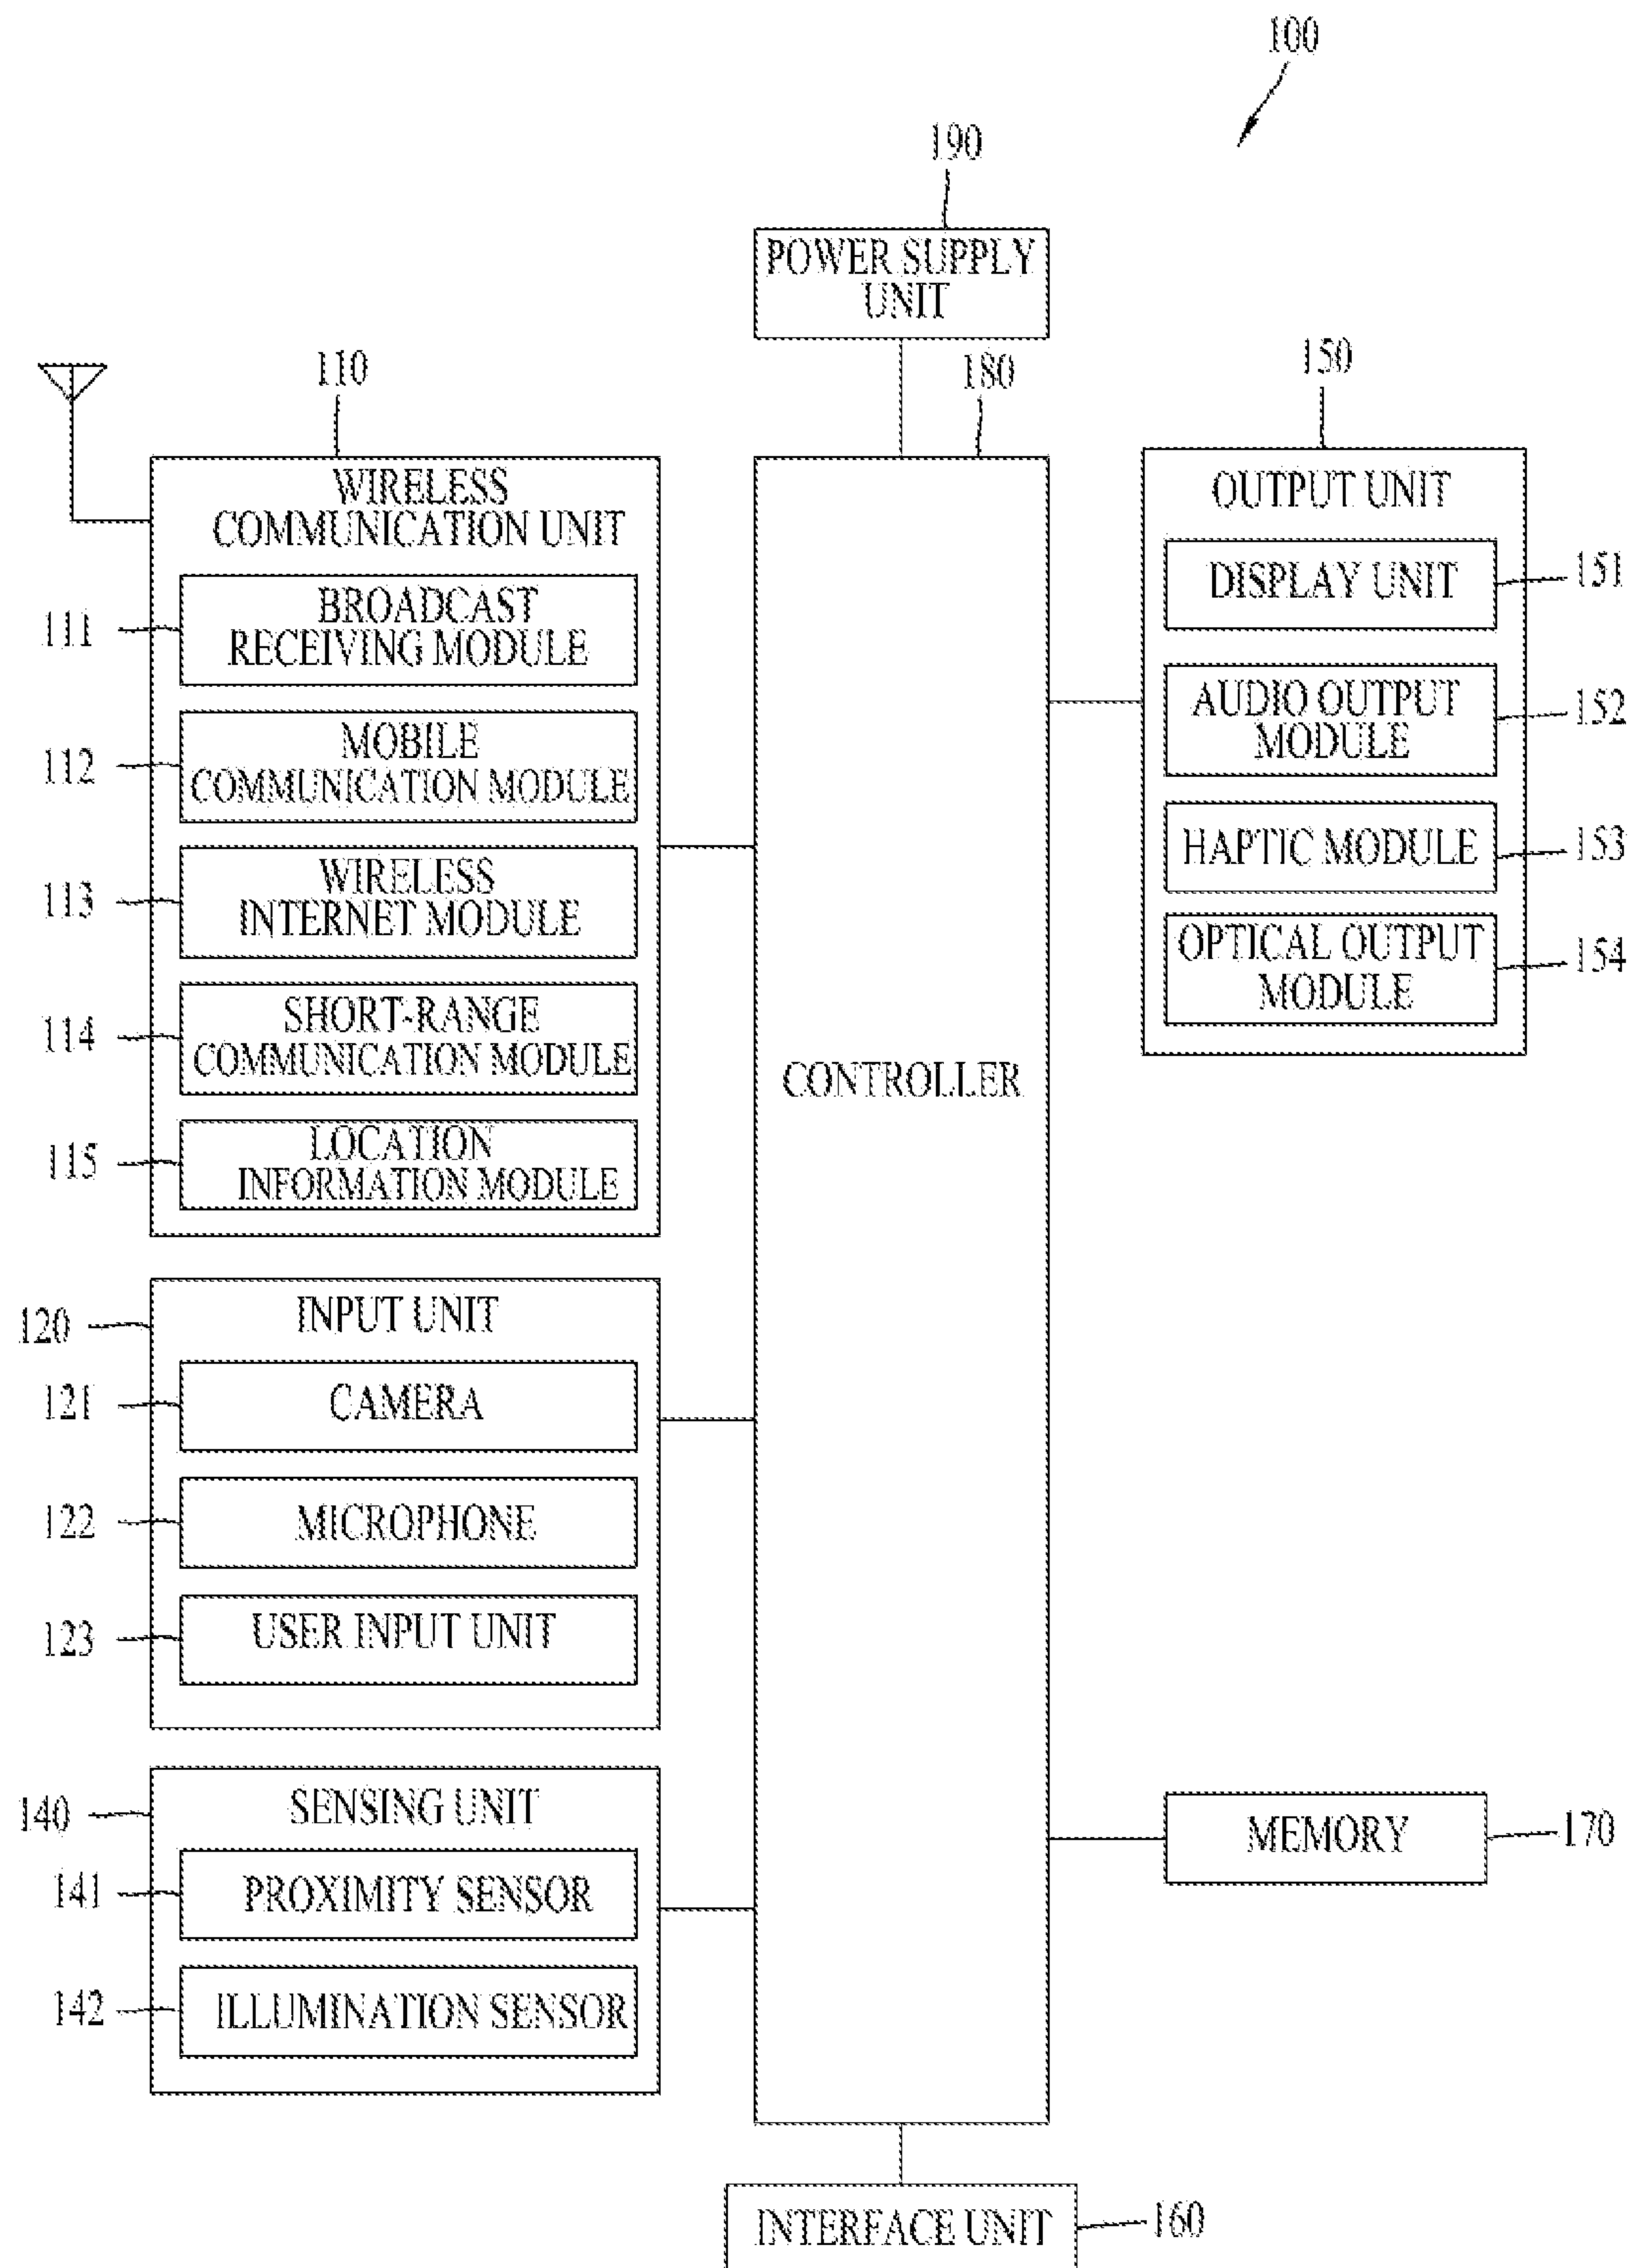 100
190
POWER SUPPLY
UNIT
110
180
150
WIRELESS
COMMUNICATION UNIT
111
BROADCAST
RECEIVING MODULE
112
MOBILE
COMMUNICATION MODULE
113
WIRELESS
INTERNET MODULE
114
SHORT-RANGE
COMMUNICATION MODULE
115
LOCATION
INFORMATION MODULE
120
INPUT UNIT
121
CAMERA
122
MICROPHONE
123
USER INPUT UNIT
140
SENSING UNIT
141
PROXIMITY SENSOR
142
ILLUMINATION SENSOR
CONTROLLER
OUTPUT UNIT
DISPLAY UNIT
151
AUDIO OUTPUT
MODULE
152
HAPTIC MODULE
153
OPTICAL OUTPUT
MODULE
154
MEMORY
170
INTERFACE UNIT
160